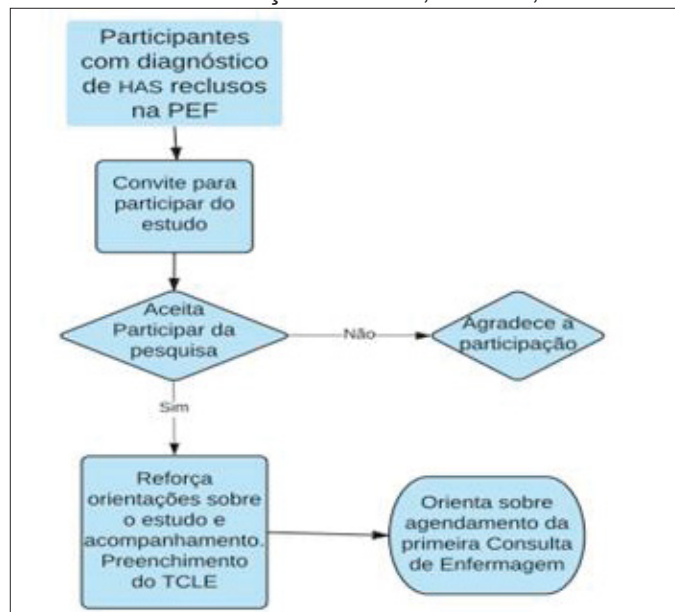 Participantes
com diagnóstico
de HAS reclusos
na PEF
Convite para
participar do
estudo
Aceita
Participar da
pesquisa
Não
Agradece a
participação
Sim
Reforça
orientações sobre
o estudo e
acompanhamento.
Preenchimento
do TCLE
Orienta sobre
agendamento da
primeira Consulta
de Enfermagem